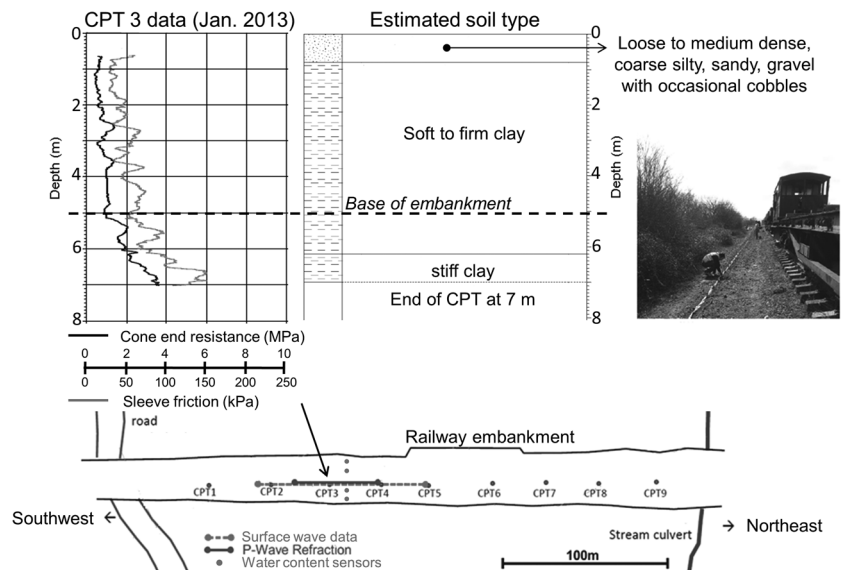 CPT 3 data (Jan. 2013)
Estimated soil type
0
2
4
6
8
Depth (m)
0
2
4
6
8
Depth (m)
Loose to medium dense,
coarse silty, sandy, gravel
with occasional cobbles
Soft to firm clay
Base of embankment
stiff clay
End of CPT at 7 m
Cone end resistance (MPa)
0 2 4 6 8 10
0 50 100 150 200 250
Sleeve friction (kPa)
road
Railway embankment
CPT1 CPT2 CPT3 CPT4 CPT5 CPT6 CPT7 CPT8 CPT9
Southwest ←
→ Northeast
Stream culvert
Surface wave data
P-Wave Refraction
Water content sensors
100m